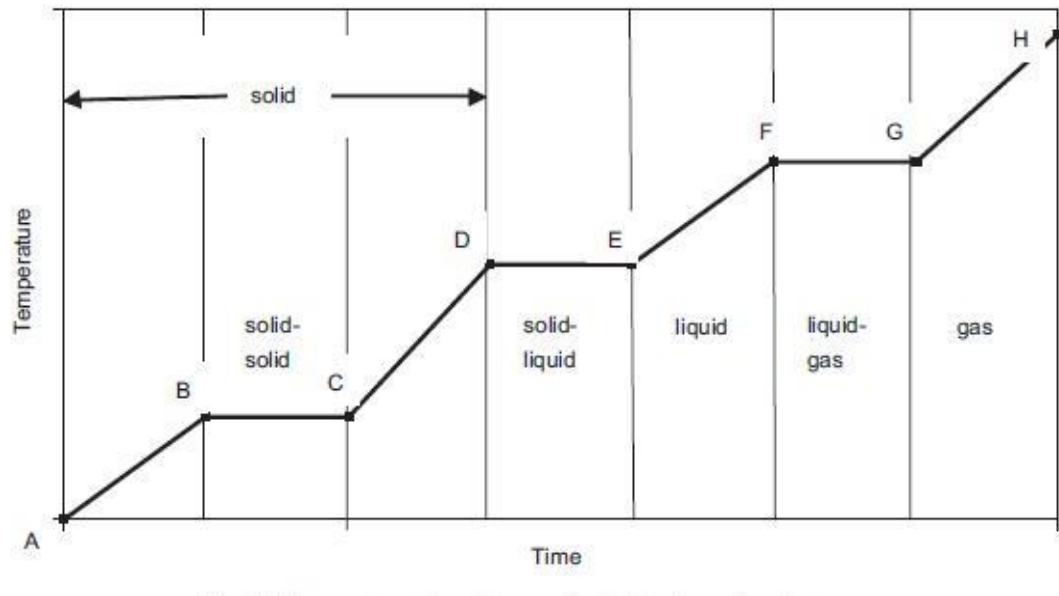 H
solid
F
G
D
E
solid-
solid
solid-
liquid
liquid
liquid-
gas
gas
B
C
A
Temperature
Time